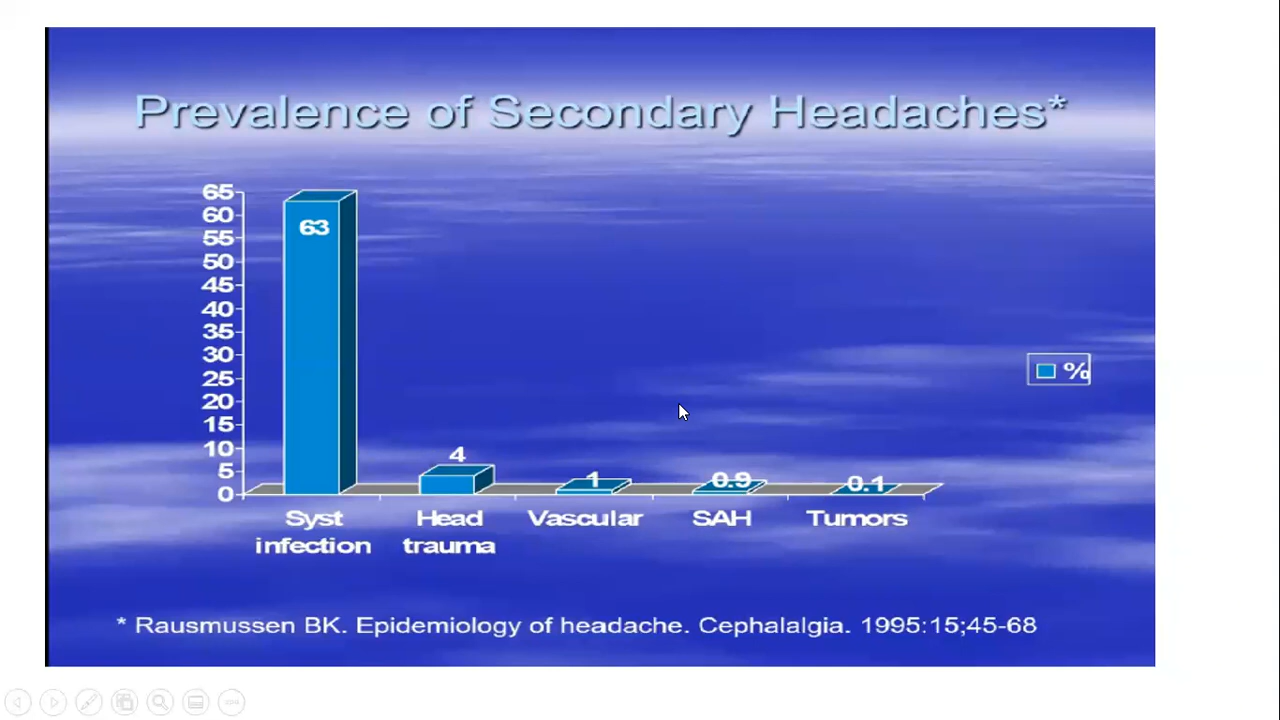 Prevalence of Secondary Headaches*
65
60
55
50
45
40
35
30
25
20
15
10
5
0
63
4
1
0.9
0.1
Syst infection
Head trauma
Vascular
SAH
Tumors
%
* Rausmussen BK. Epidemiology of headache. Cephalalgia. 1995:15;45-68